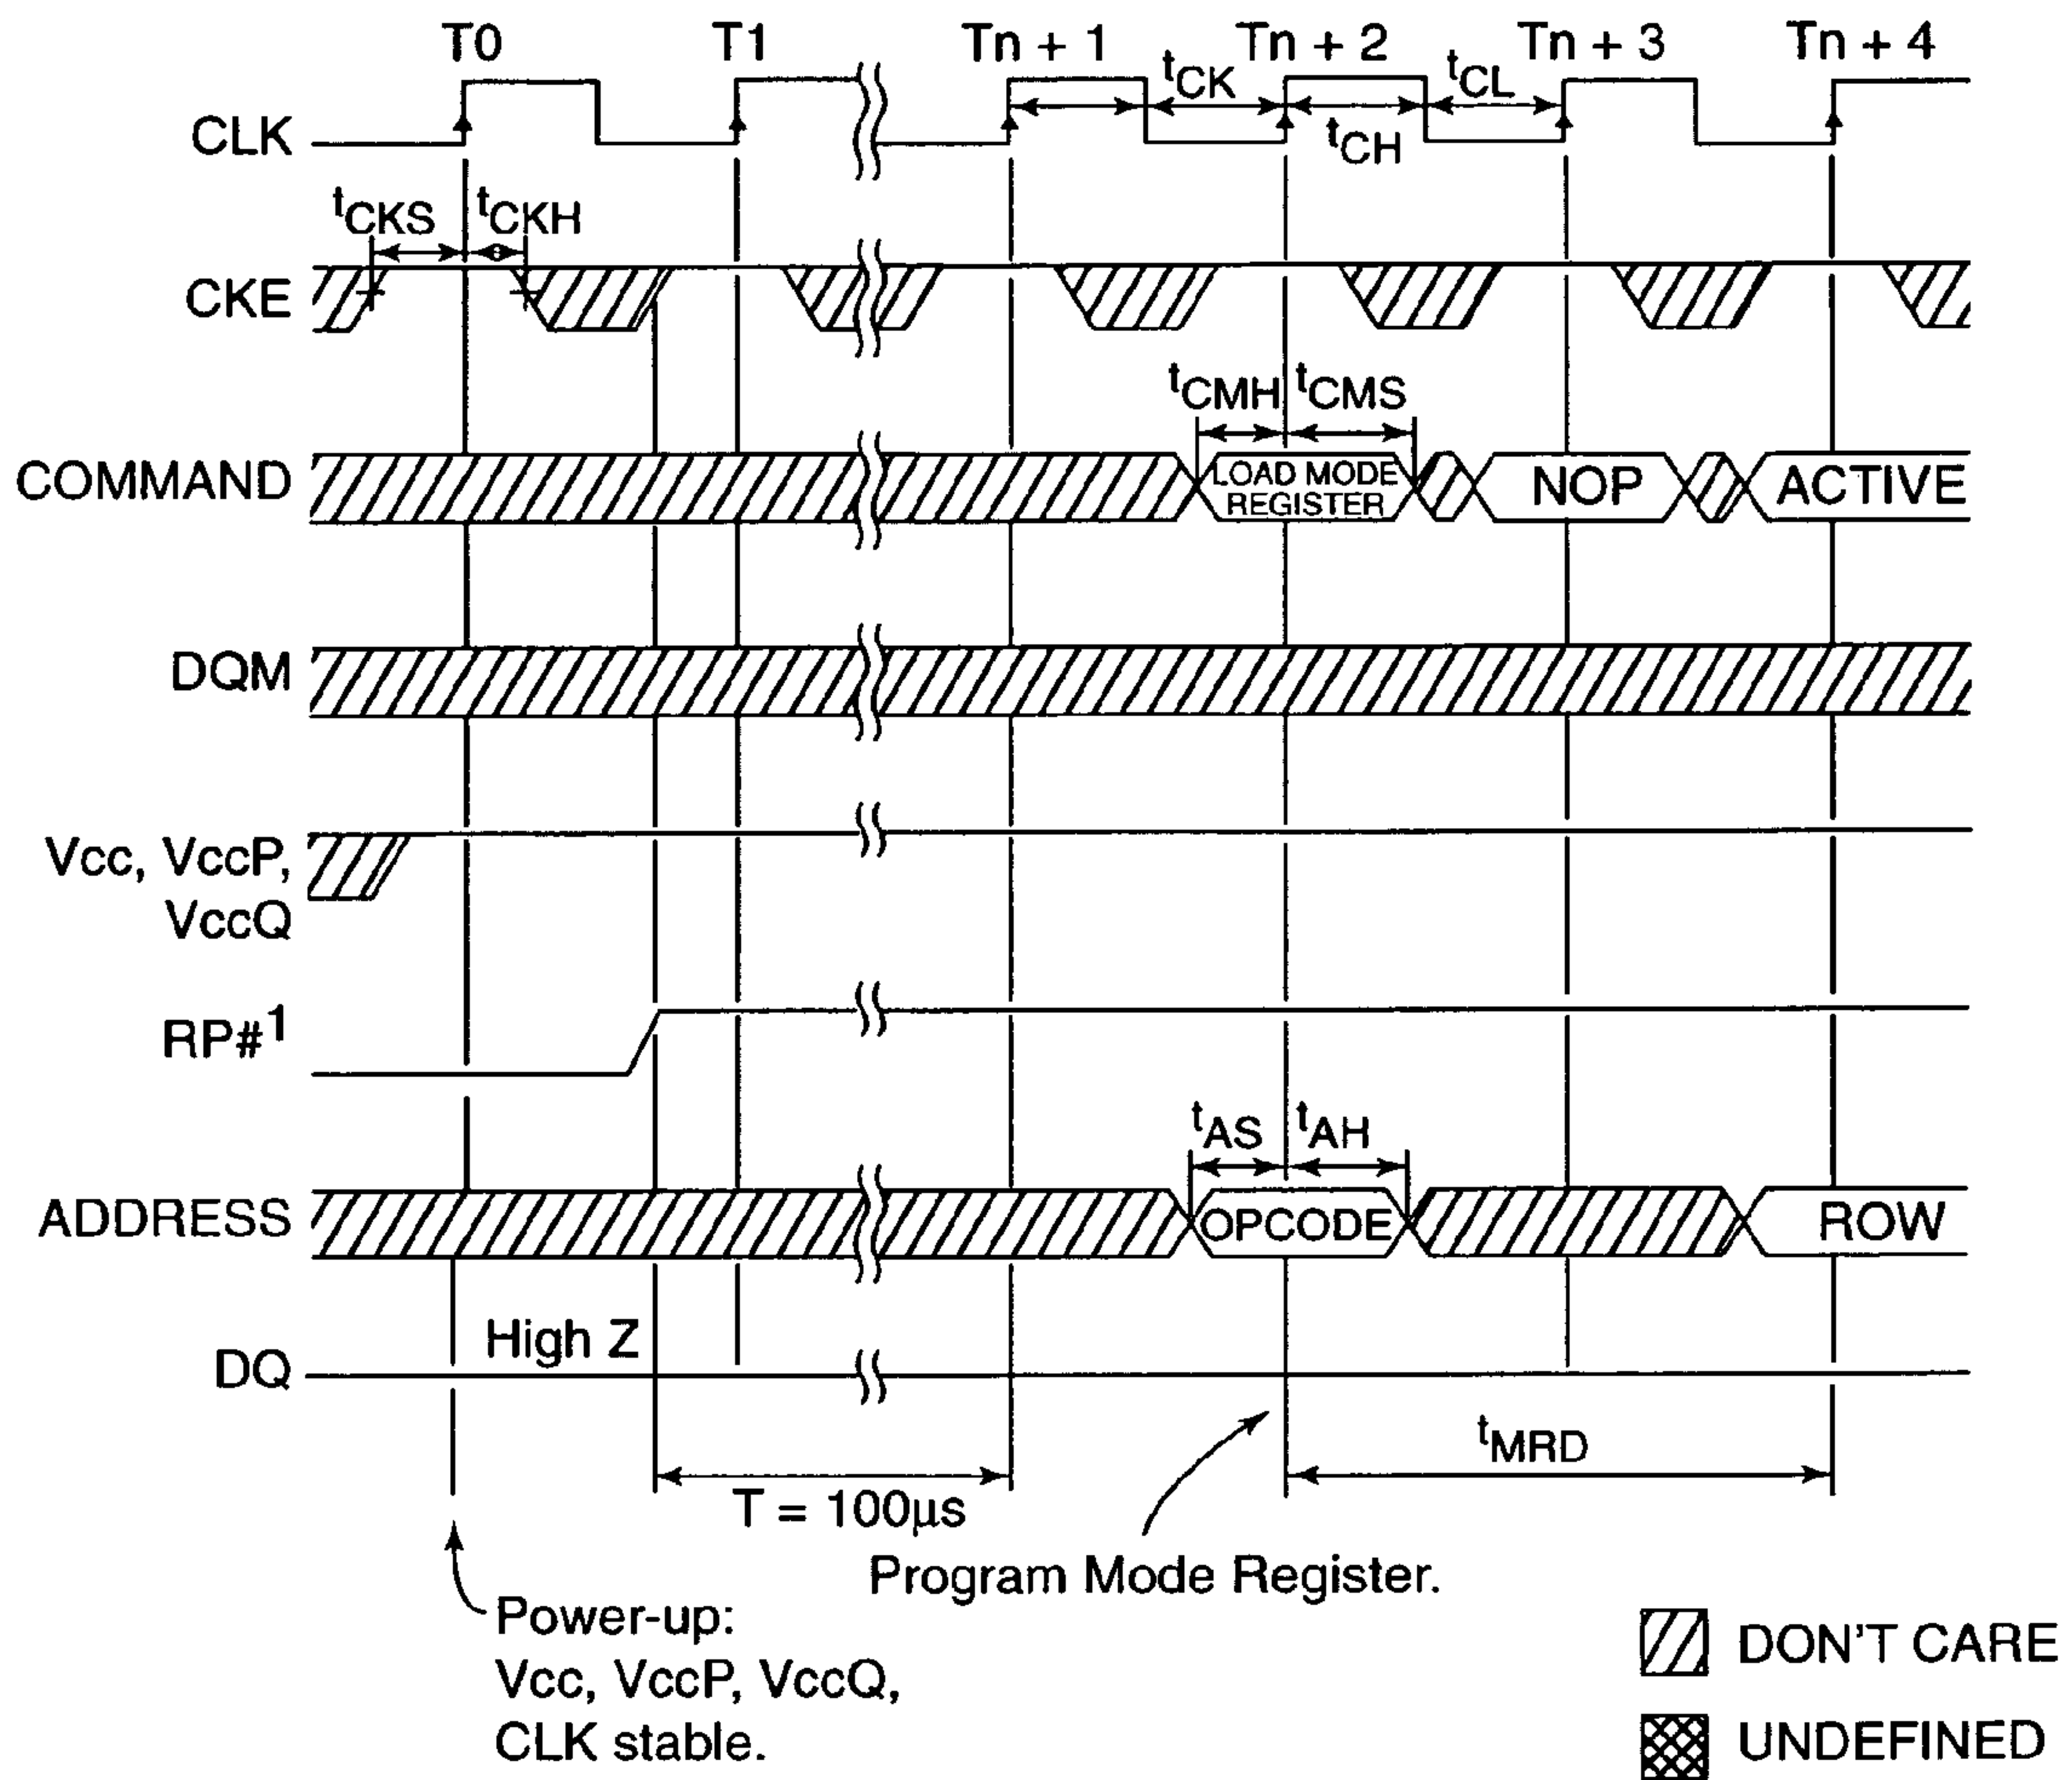 T0 T1 Tn + 1 Tn + 2 Tn + 3 Tn + 4
tCK tCL
CLK
tCH
tCKS tCKH
CKE
tCMH tCMS
COMMAND
LOAD MODE
REGISTER
NOP
ACTIVE
DQM
Vcc, VccP,
VccQ
RP#1
tAS tAH
ADDRESS OPCODE ROW
High Z
DQ
tMRD
T = 100µs
Program Mode Register.
Power-up:
Vcc, VccP, VccQ,
CLK stable.
DON'T CARE
UNDEFINED